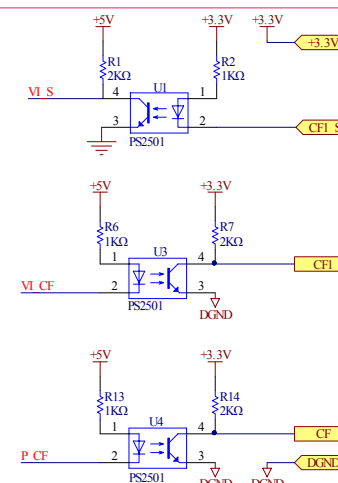 +5V +3.3V +3.3V
+3.3V
R1 R2
2KΩ U1 1KΩ
VI_S 4 1
3 2 CF1_S
PS2501
+5V +3.3V
R6 R7
1KΩ U3 2KΩ
1 4 CF1
VI_CF 2 3
PS2501 DGND
+5V +3.3V
R13 R14
1KΩ U4 2KΩ
1 4 CF
P_CF 2 3 DGND
PS2501 DGND DGND